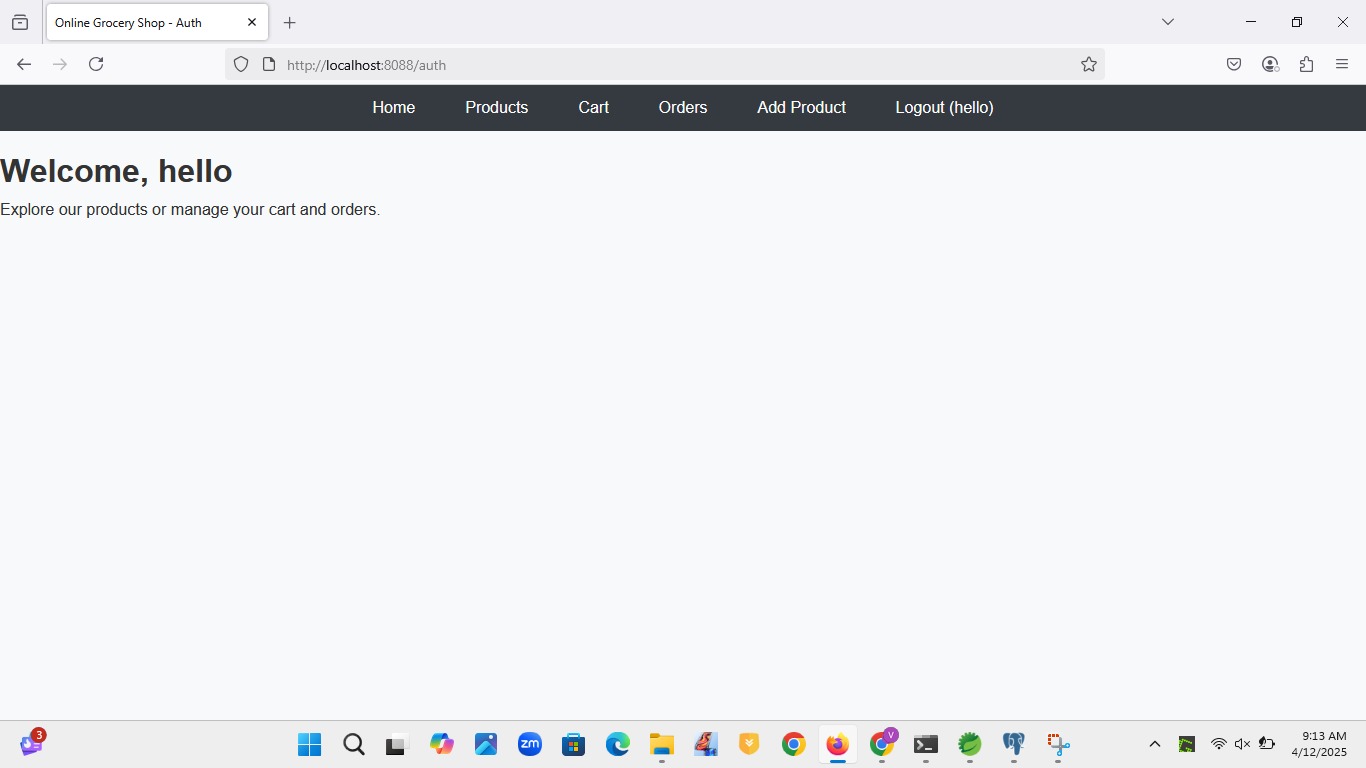 Online Grocery Shop - Auth
http://localhost:8088/auth
Home Products Cart Orders Add Product Logout (hello)
Welcome, hello
Explore our products or manage your cart and orders.
3
zm
V
9:13 AM
4/12/2025